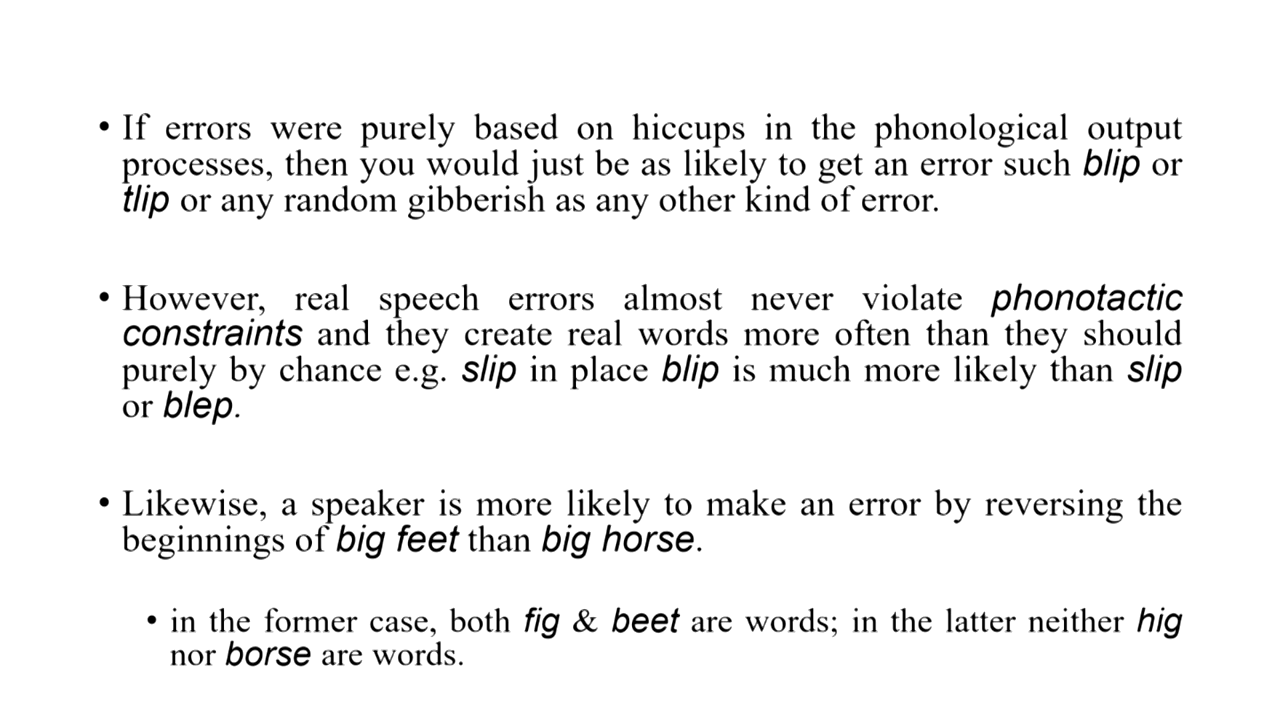 • If errors were purely based on hiccups in the phonological output
processes, then you would just be as likely to get an error such blip or
tlip or any random gibberish as any other kind of error.
• However, real speech errors almost never violate phonotactic
constraints and they create real words more often than they should
purely by chance e.g. slip in place blip is much more likely than slip
or blep.
• Likewise, a speaker is more likely to make an error by reversing the
beginnings of big feet than big horse.
• in the former case, both fig & beet are words; in the latter neither hig
nor borse are words.